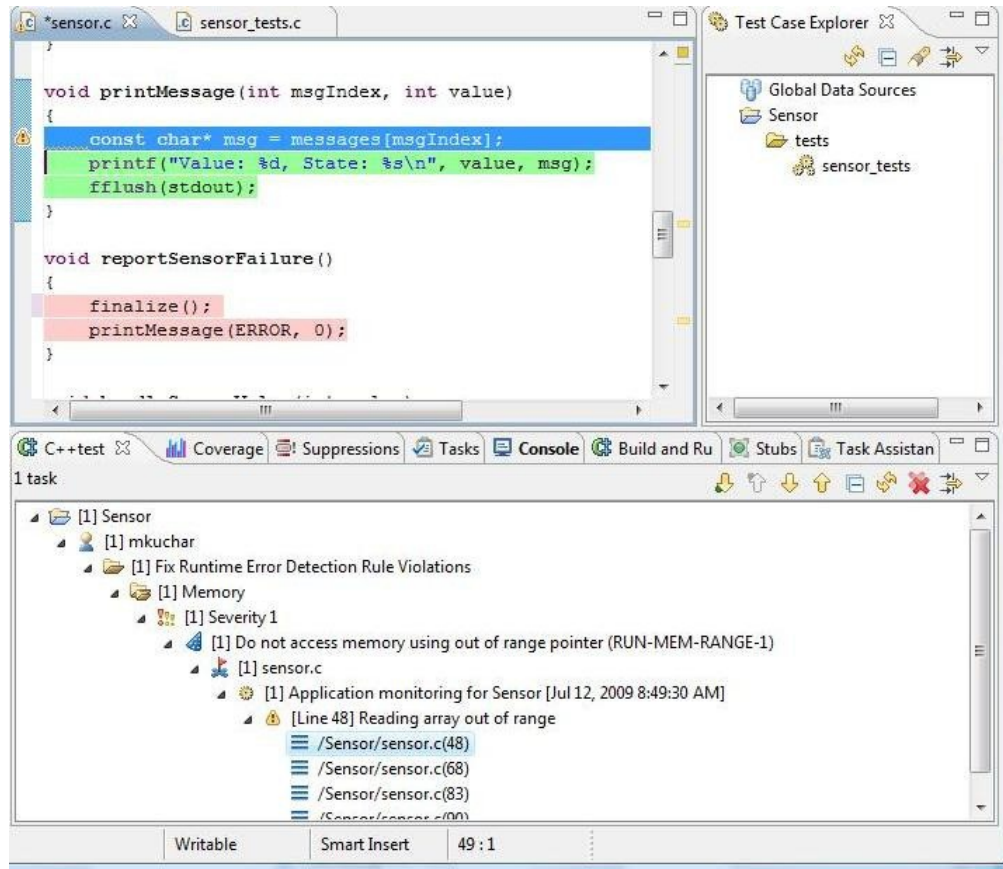 *sensor.c
sensor_tests.c
}
void printMessage(int msgIndex, int value)
{
const char* msg = messages[msgIndex];
printf("Value: %d, State: %s\n", value, msg);
fflush(stdout);
}
void reportSensorFailure()
{
finalize();
printMessage(ERROR, 0);
}
Test Case Explorer
Global Data Sources
Sensor
tests
sensor_tests
C++test
Coverage
Suppressions
Tasks
Console
Build and Ru
Stubs
Task Assistan
1 task
[1] Sensor
[1] mkuchar
[1] Fix Runtime Error Detection Rule Violations
[1] Memory
[1] Severity 1
[1] Do not access memory using out of range pointer (RUN-MEM-RANGE-1)
[1] sensor.c
[1] Application monitoring for Sensor [Jul 12, 2009 8:49:30 AM]
[Line 48] Reading array out of range
/Sensor/sensor.c(48)
/Sensor/sensor.c(68)
/Sensor/sensor.c(83)
/Sensor/sensor.c(90)
Writable
Smart Insert
49 : 1